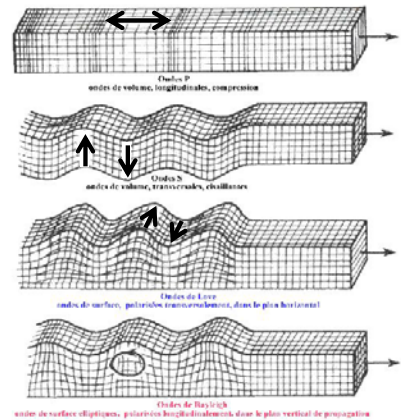 Ondes P
ondes de volume, longitudinales, compression
Ondes S
ondes de volume, transversales, cisaillantes
Ondes de Love
ondes de surface, polarisées transversalement, dans le plan horizontal
Ondes de Rayleigh
ondes de surface elliptiques, polarisées longitudinalement, dans le plan vertical de propagation